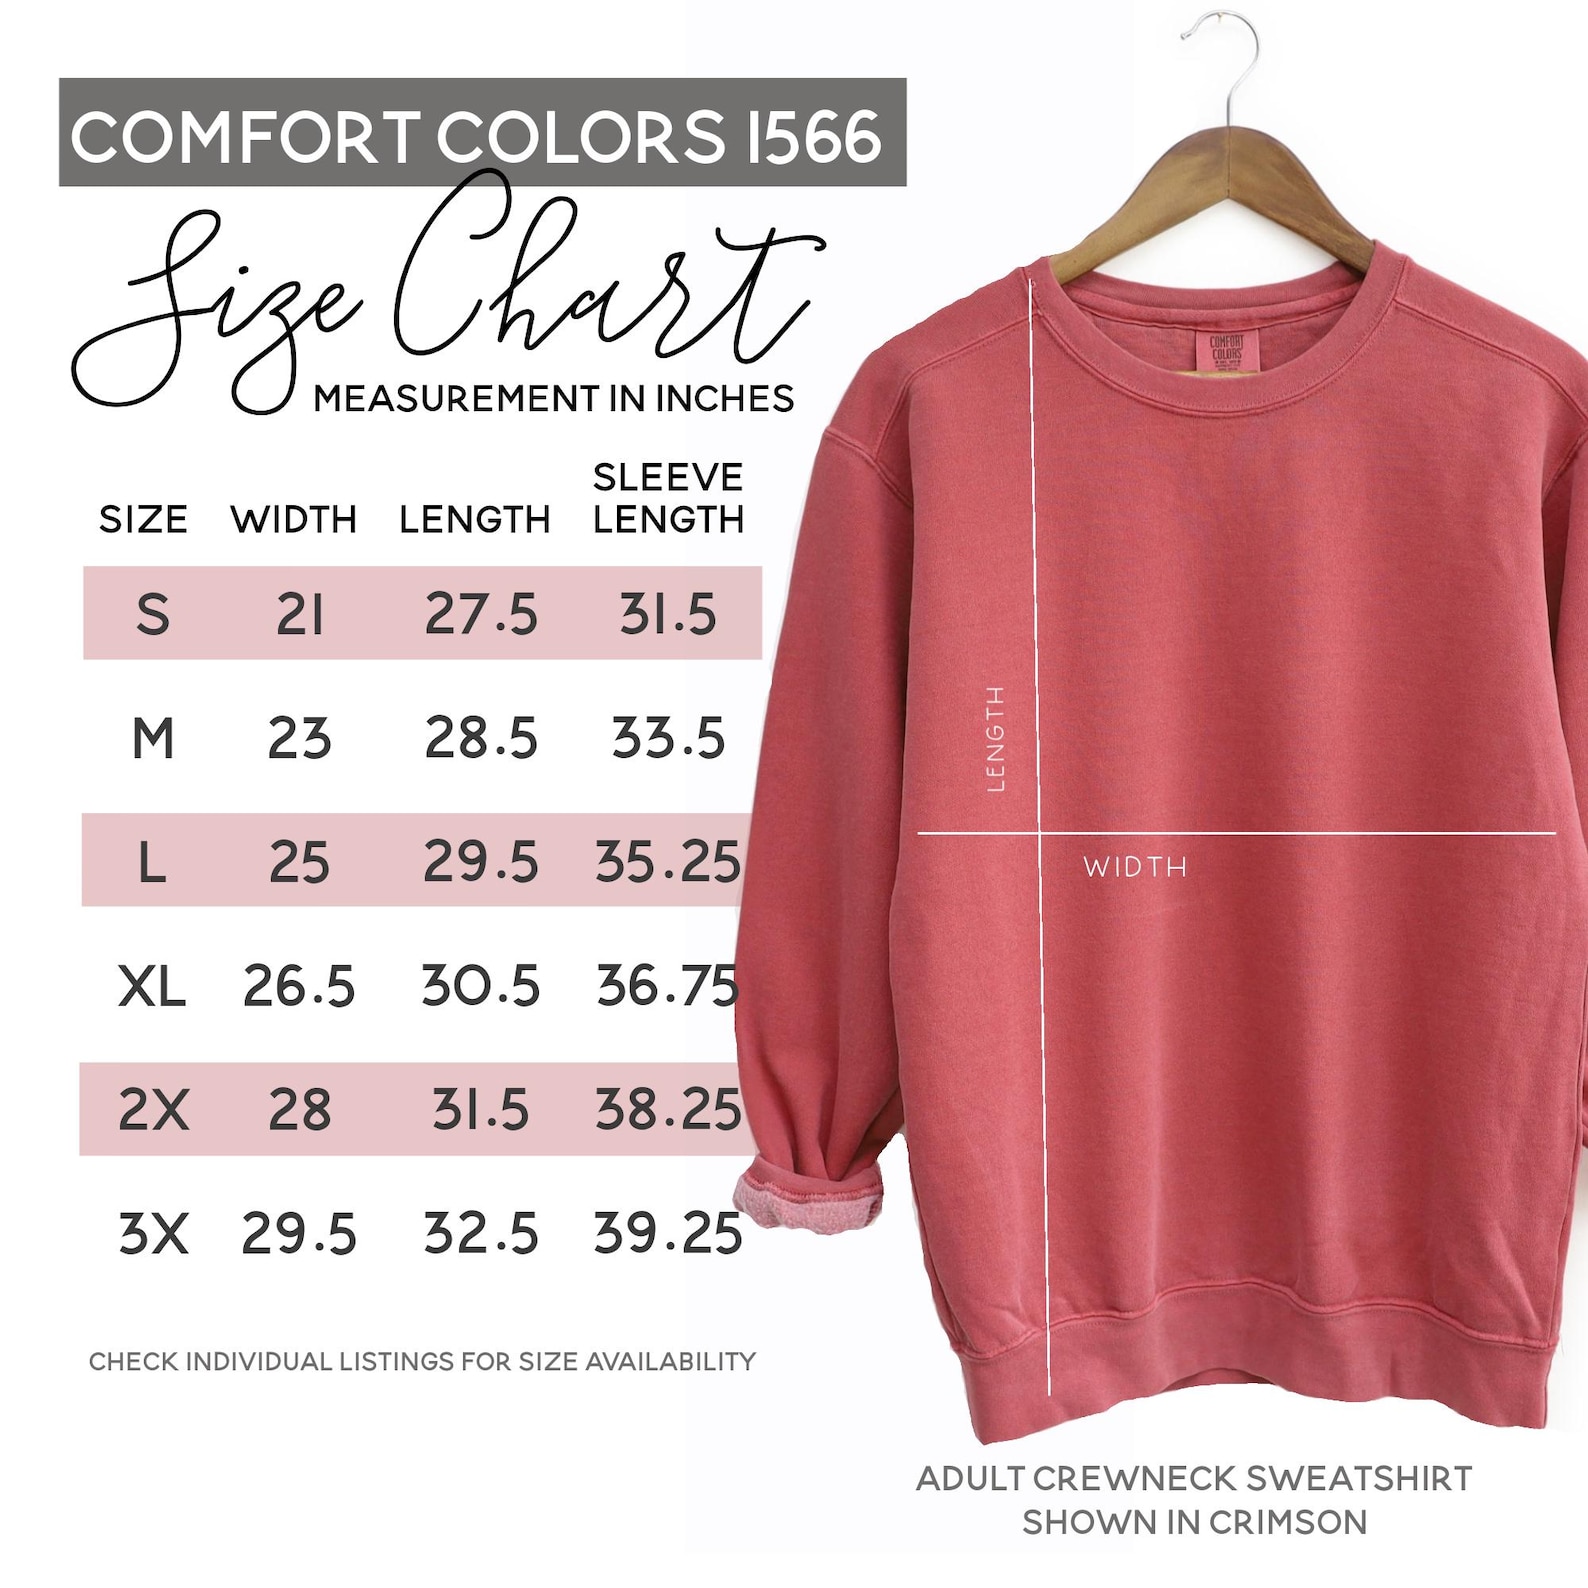 COMFORT COLORS 1566
Size Chart
MEASUREMENT IN INCHES
SIZE WIDTH LENGTH SLEEVE LENGTH
S 21 27.5 31.5
M 23 28.5 33.5
L 25 29.5 35.25
XL 26.5 30.5 36.75
2X 28 31.5 38.25
3X 29.5 32.5 39.25
CHECK INDIVIDUAL LISTINGS FOR SIZE AVAILABILITY
COMFORT
COLORS
LENGTH
WIDTH
ADULT CREWNECK SWEATSHIRT
SHOWN IN CRIMSON